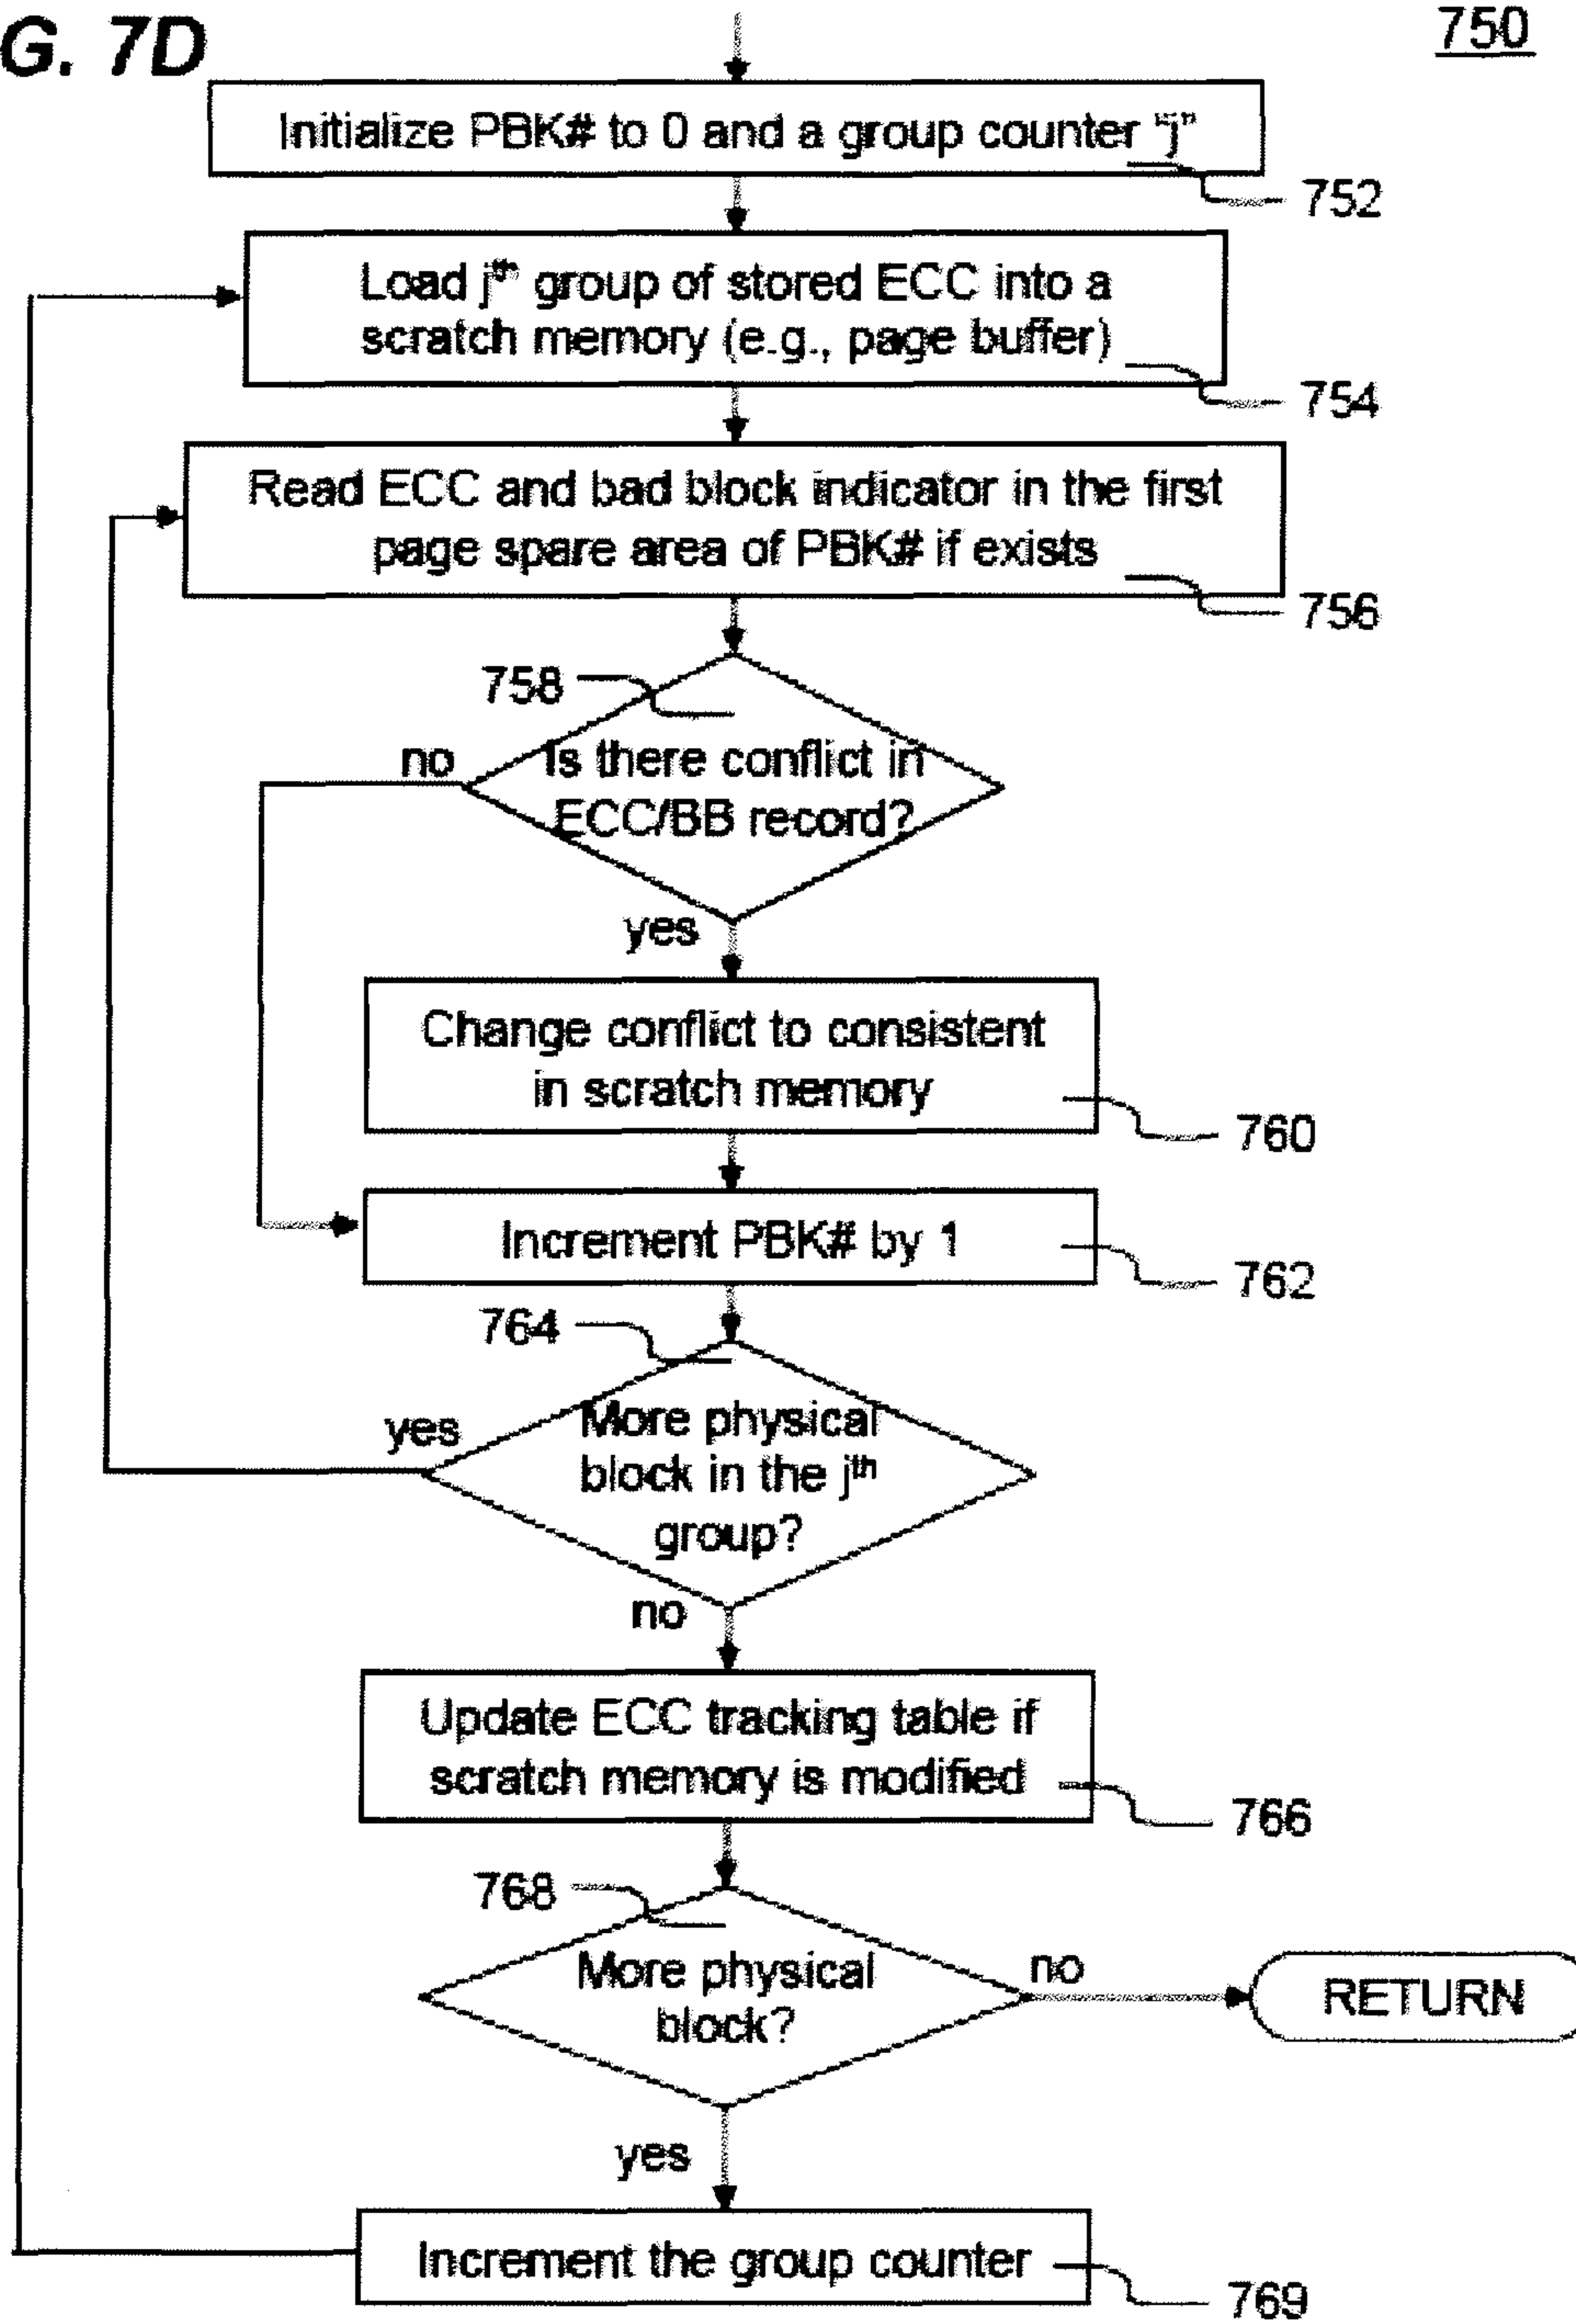 G. 7D
750
Initialize PBK# to 0 and a group counter "j"
752
Load jth group of stored ECC into a
scratch memory (e.g., page buffer)
754
Read ECC and bad block indicator in the first
page spare area of PBK# if exists
756
758
no
Is there conflict in
ECC/BB record?
yes
Change conflict to consistent
in scratch memory
760
Increment PBK# by 1
762
764
yes
More physical
block in the jth
group?
no
Update ECC tracking table if
scratch memory is modified
766
768
More physical
block?
no
RETURN
yes
Increment the group counter
769